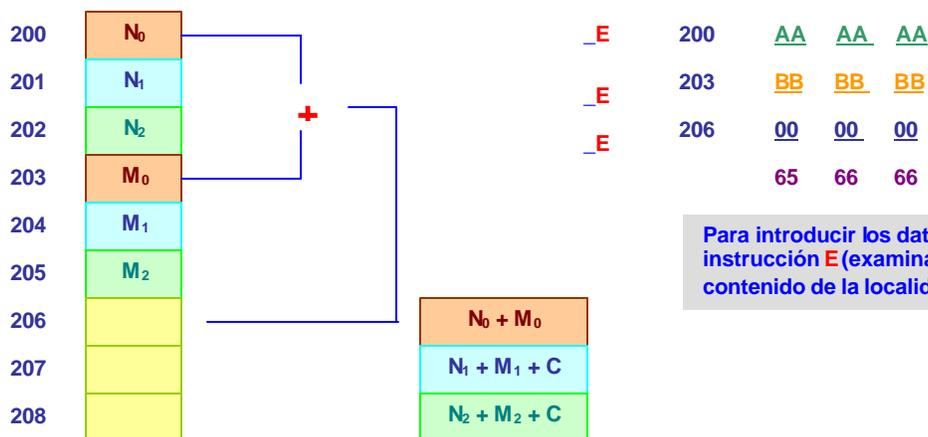 200 N₀ _E 200 AA AA AA
201 N₁ _E 203 BB BB BB
+
202 N₂ _E 206 00 00 00
203 M₀ 65 66 66
204 M₁
Para introducir los dat
instrucción E (examina
contenido de la localid
205 M₂
206 N₀ + M₀
207 N₁ + M₁ + C
208 N₂ + M₂ + C